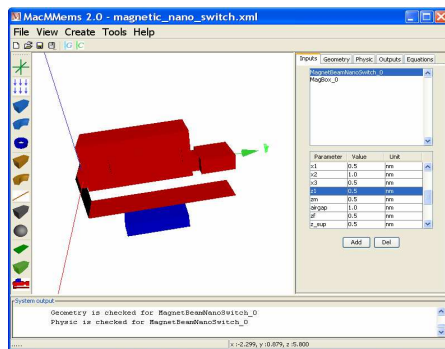 MacMMems 2.0 - magnetic_nano_switch.xml
File View Create Tools Help
Inputs Geometry Physic Outputs Equations
MagnetBeamNanoSwitch_0
MagBox_0
Parameter Value Unit
x1 0.5 nm
x2 1.0 nm
x3 0.5 nm
z1 0.5 nm
zm 0.5 nm
airgap 1.0 nm
zf 0.5 nm
z_sup 0.5 nm
Add Del
System output
Geometry is checked for MagnetBeamNanoSwitch_0
Physic is checked for MagnetBeamNanoSwitch_0
..... x :-2.299, y :0.879, z :5.800